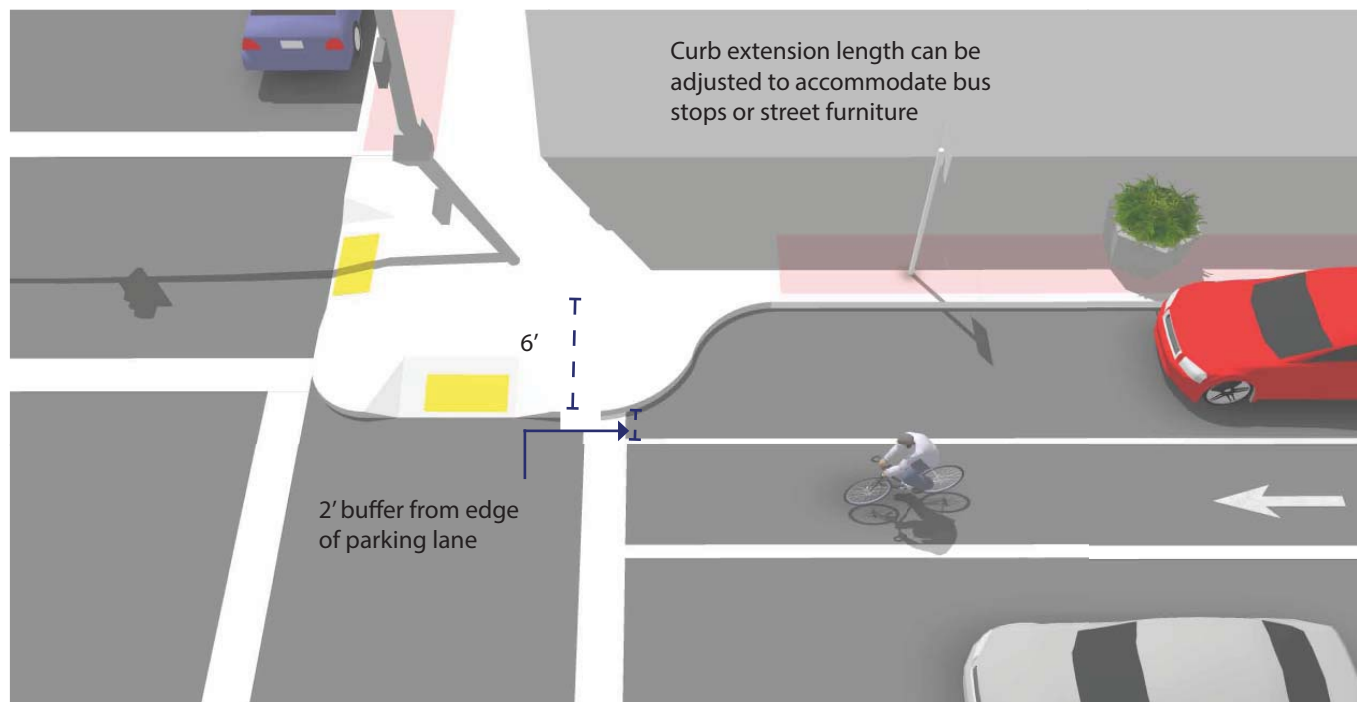 Curb extension length can be
adjusted to accommodate bus
stops or street furniture
6’
2’ buffer from edge
of parking lane